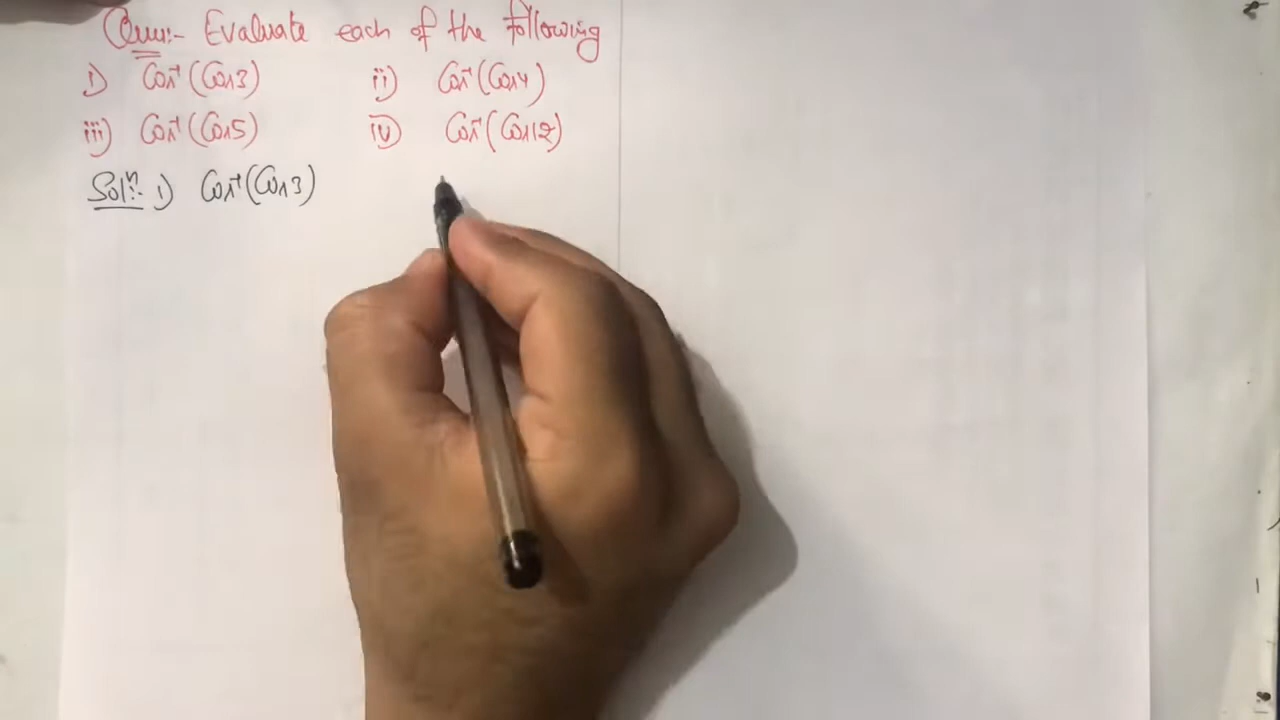 Ques:- Evaluate each of the following
i) Cos⁻¹(Cos3) ii) Cos⁻¹(Cos4)
iii) Cos⁻¹(Cos5) iv) Cos⁻¹(Cos12)
Solⁿ:- i) Cos⁻¹(Cos3)